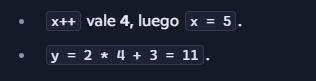 • x++ vale 4, luego x = 5.
• y = 2 * 4 + 3 = 11.